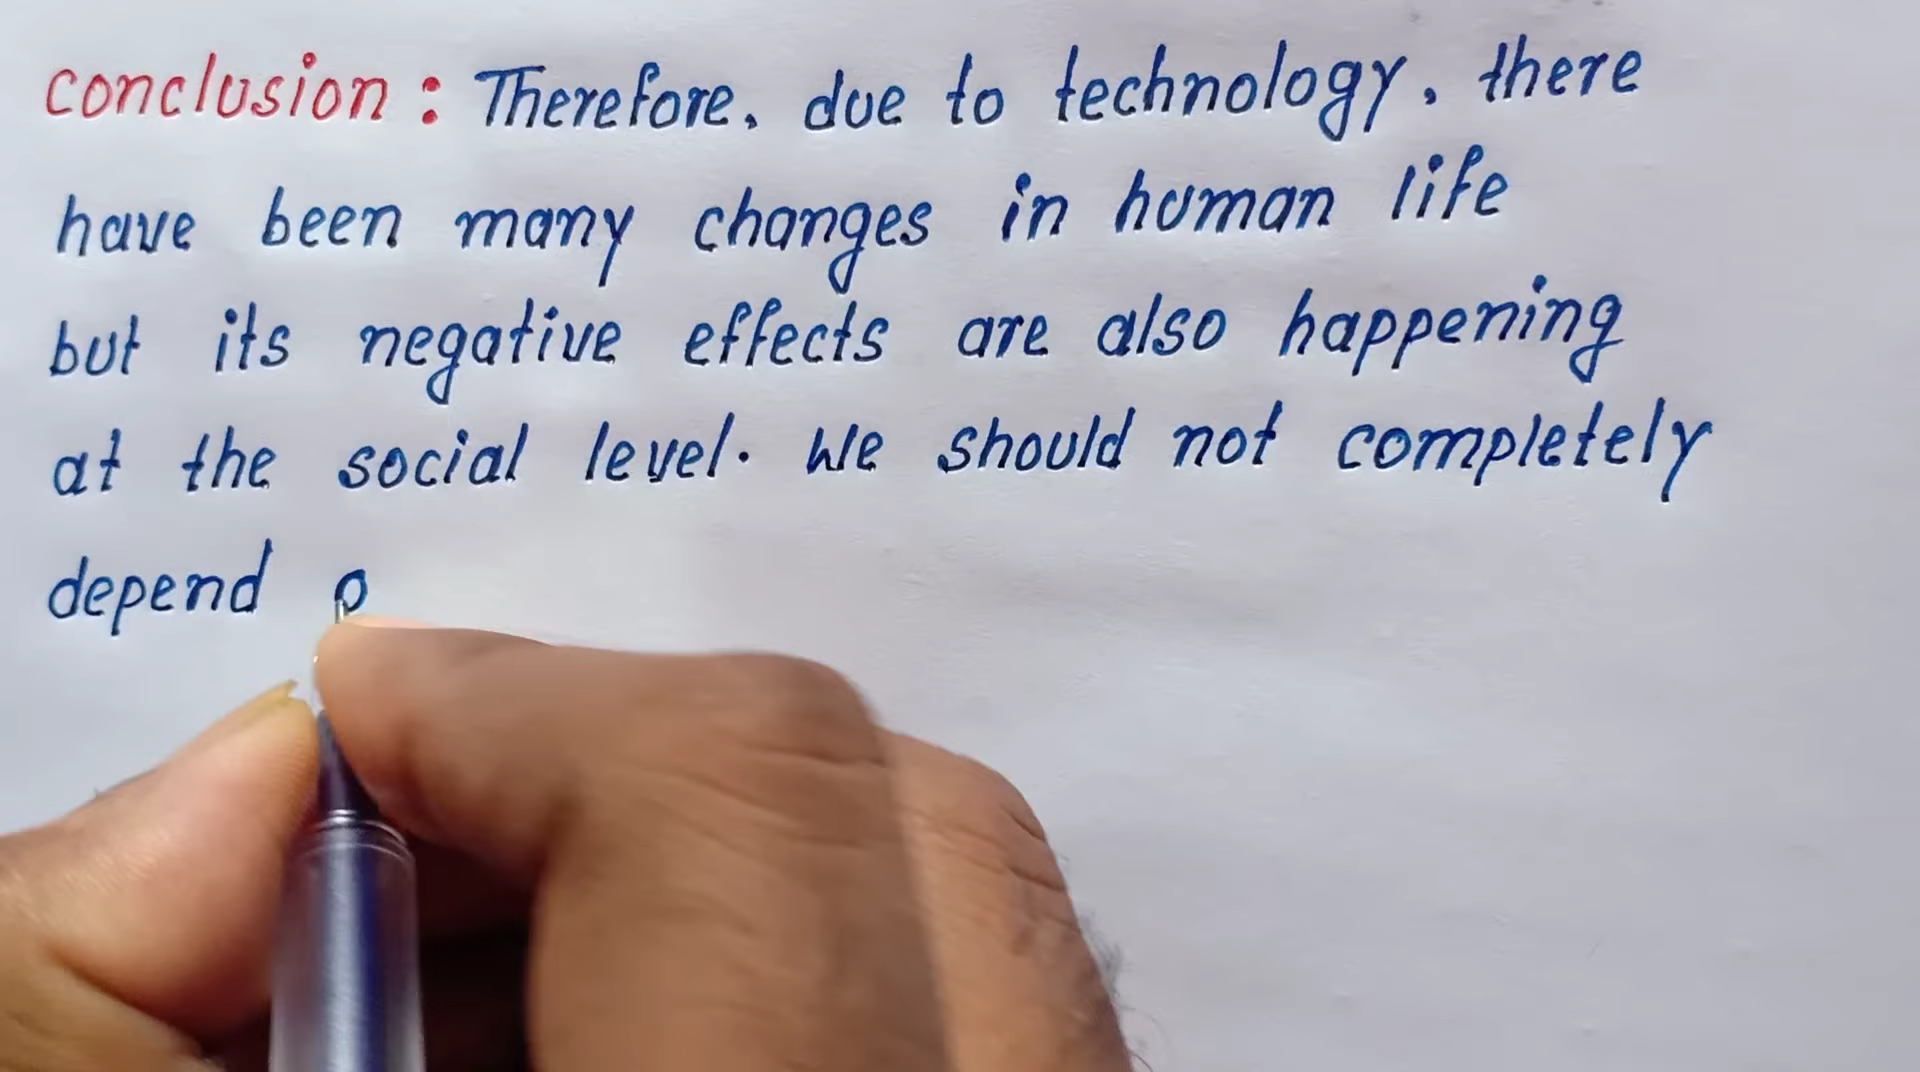 conclusion : Therefore, due to technology, there
have been many changes in human life
but its negative effects are also happening
at the social level. We should not completely
depend o